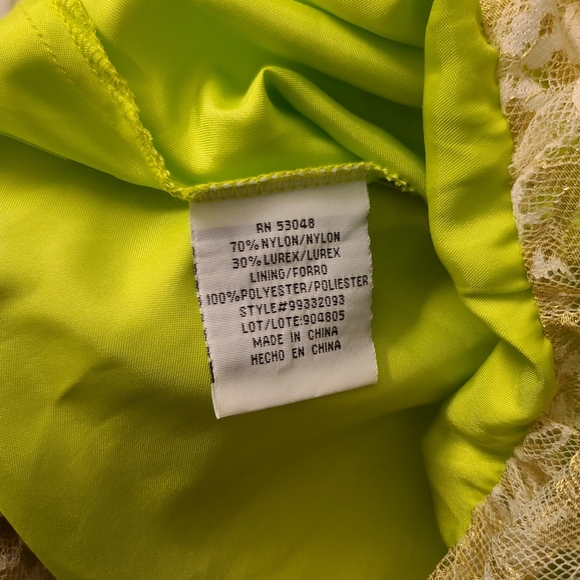 RN 53048
70%NYLON/NYLON
30%LUREX/LUREX
LINING/FORRO
100%POLYESTER/POLIESTER
STYLE#99332093
LOT/LOTE:904805
MADE IN CHINA
HECHO EN CHINA